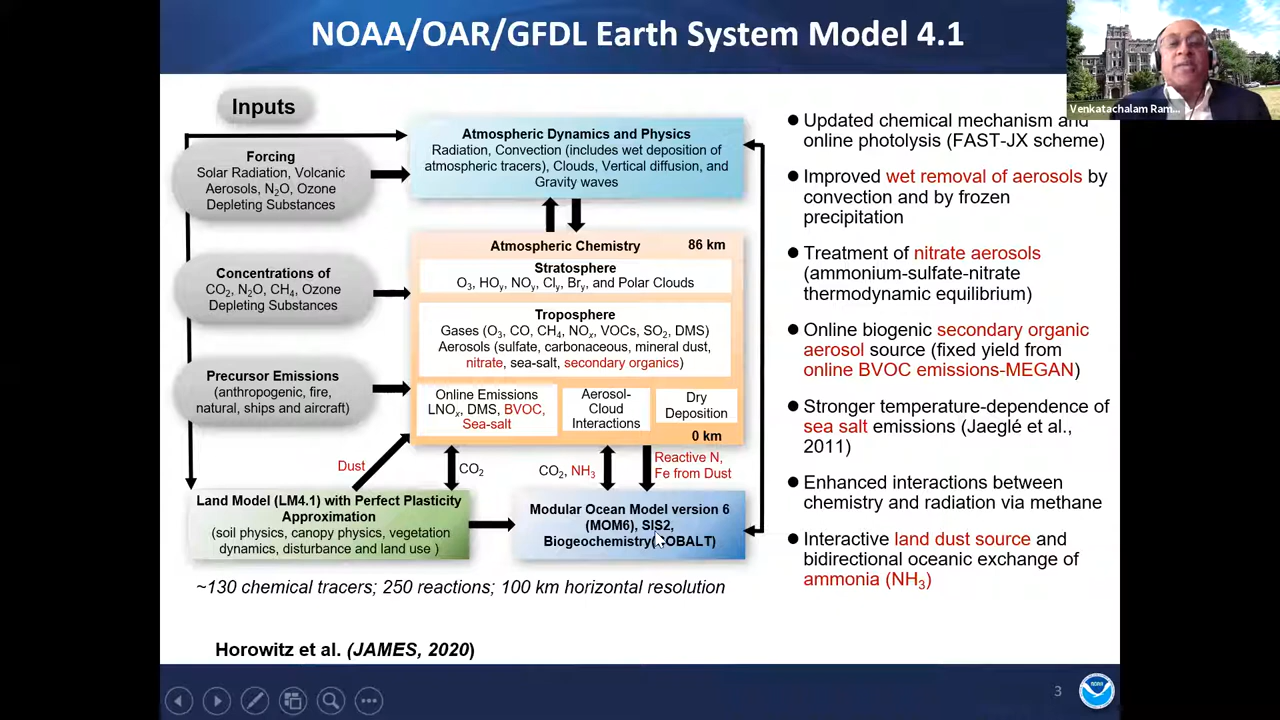 NOAA/OAR/GFDL Earth System Model 4.1
Venkatachalam Ram...
Inputs
Forcing
Solar Radiation, Volcanic
Aerosols, N₂O, Ozone
Depleting Substances
Concentrations of
CO₂, N₂O, CH₄, Ozone
Depleting Substances
Precursor Emissions
(anthropogenic, fire,
natural, ships and aircraft)
Atmospheric Dynamics and Physics
Radiation, Convection (includes wet deposition of
atmospheric tracers), Clouds, Vertical diffusion, and
Gravity waves
Atmospheric Chemistry 86 km
Stratosphere
O₃, HOy, NOy, Cly, Bry, and Polar Clouds
Troposphere
Gases (O₃, CO, CH₄, NOₓ, VOCs, SO₂, DMS)
Aerosols (sulfate, carbonaceous, mineral dust,
nitrate, sea-salt, secondary organics)
Online Emissions
LNOₓ, DMS, BVOC,
Sea-salt
Aerosol-
Cloud
Interactions
Dry
Deposition
0 km
Dust
CO₂
CO₂, NH₃
Reactive N,
Fe from Dust
Land Model (LM4.1) with Perfect Plasticity
Approximation
(soil physics, canopy physics, vegetation
dynamics, disturbance and land use )
Modular Ocean Model version 6
(MOM6), SIS2,
Biogeochemistry(COBALT)
~130 chemical tracers; 250 reactions; 100 km horizontal resolution
Horowitz et al. (JAMES, 2020)
● Updated chemical mechanism and
online photolysis (FAST-JX scheme)
● Improved wet removal of aerosols by
convection and by frozen
precipitation
● Treatment of nitrate aerosols
(ammonium-sulfate-nitrate
thermodynamic equilibrium)
● Online biogenic secondary organic
aerosol source (fixed yield from
online BVOC emissions-MEGAN)
● Stronger temperature-dependence of
sea salt emissions (Jaeglé et al.,
2011)
● Enhanced interactions between
chemistry and radiation via methane
● Interactive land dust source and
bidirectional oceanic exchange of
ammonia (NH₃)
3
NOAA